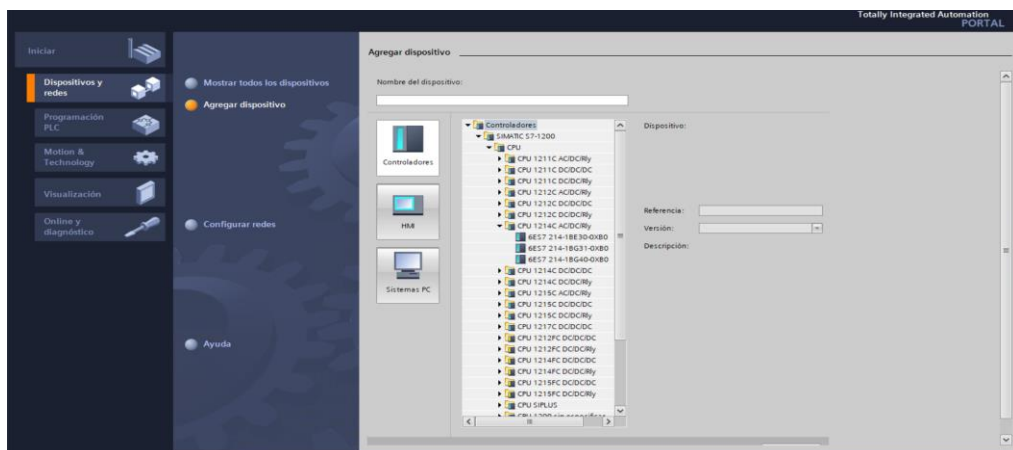 Totally Integrated Automation
PORTAL
Iniciar
Dispositivos y
redes
Programación
PLC
Motion &
Technology
Visualización
Online y
diagnóstico
Mostrar todos los dispositivos
Agregar dispositivo
Configurar redes
Ayuda
Agregar dispositivo
Nombre del dispositivo:
Controladores
HMI
Sistemas PC
Controladores
SIMATIC S7-1200
CPU
CPU 1211C AC/DC/Rly
CPU 1211C DC/DC/DC
CPU 1211C DC/DC/Rly
CPU 1212C AC/DC/Rly
CPU 1212C DC/DC/DC
CPU 1212C DC/DC/Rly
CPU 1214C AC/DC/Rly
6ES7 214-1BE30-0XB0
6ES7 214-1BG31-0XB0
6ES7 214-1BG40-0XB0
CPU 1214C DC/DC/DC
CPU 1214C DC/DC/Rly
CPU 1215C AC/DC/Rly
CPU 1215C DC/DC/DC
CPU 1215C DC/DC/Rly
CPU 1217C DC/DC/DC
CPU 1212FC DC/DC/DC
CPU 1212FC DC/DC/Rly
CPU 1214FC DC/DC/DC
CPU 1214FC DC/DC/Rly
CPU 1215FC DC/DC/DC
CPU 1215FC DC/DC/Rly
CPU SIPLUS
CPU 1200 sin especificar
Dispositivo:
Referencia:
Versión:
Descripción: